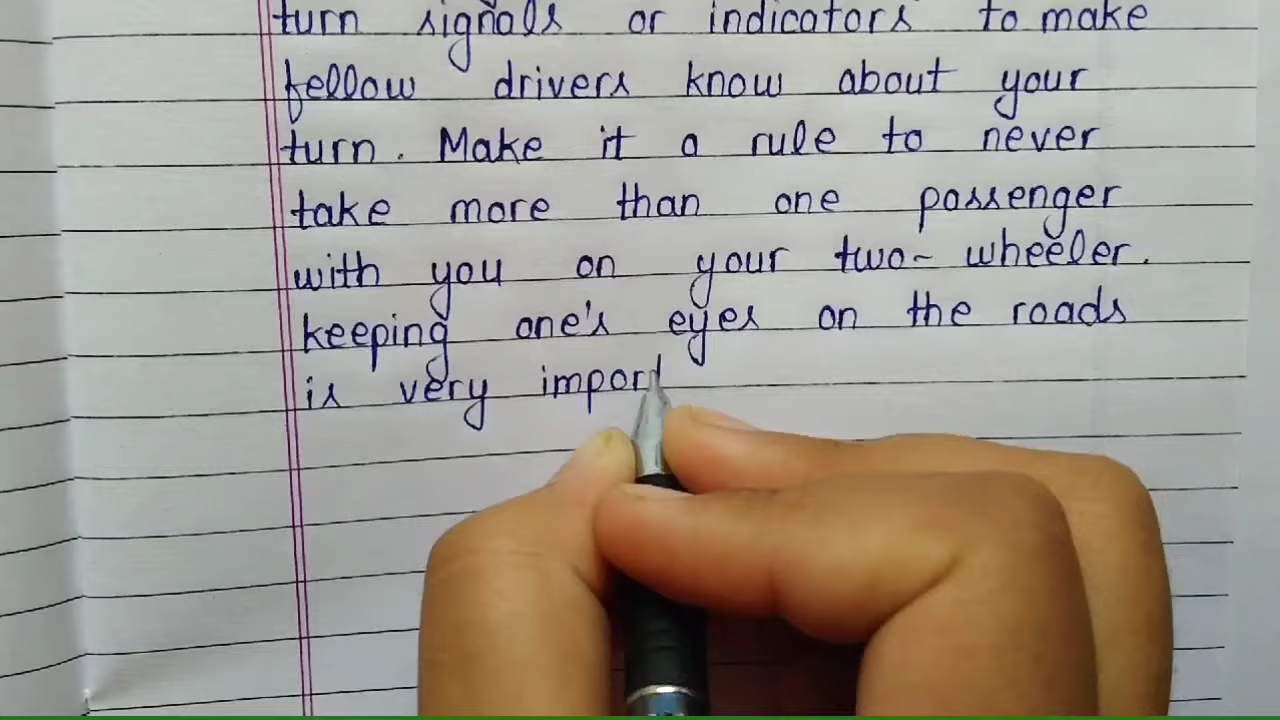 turn signals or indicators to make
fellow drivers know about your
turn. Make it a rule to never
take more than one passenger
with you on your two- wheeler.
keeping one's eyes on the roads
is very import